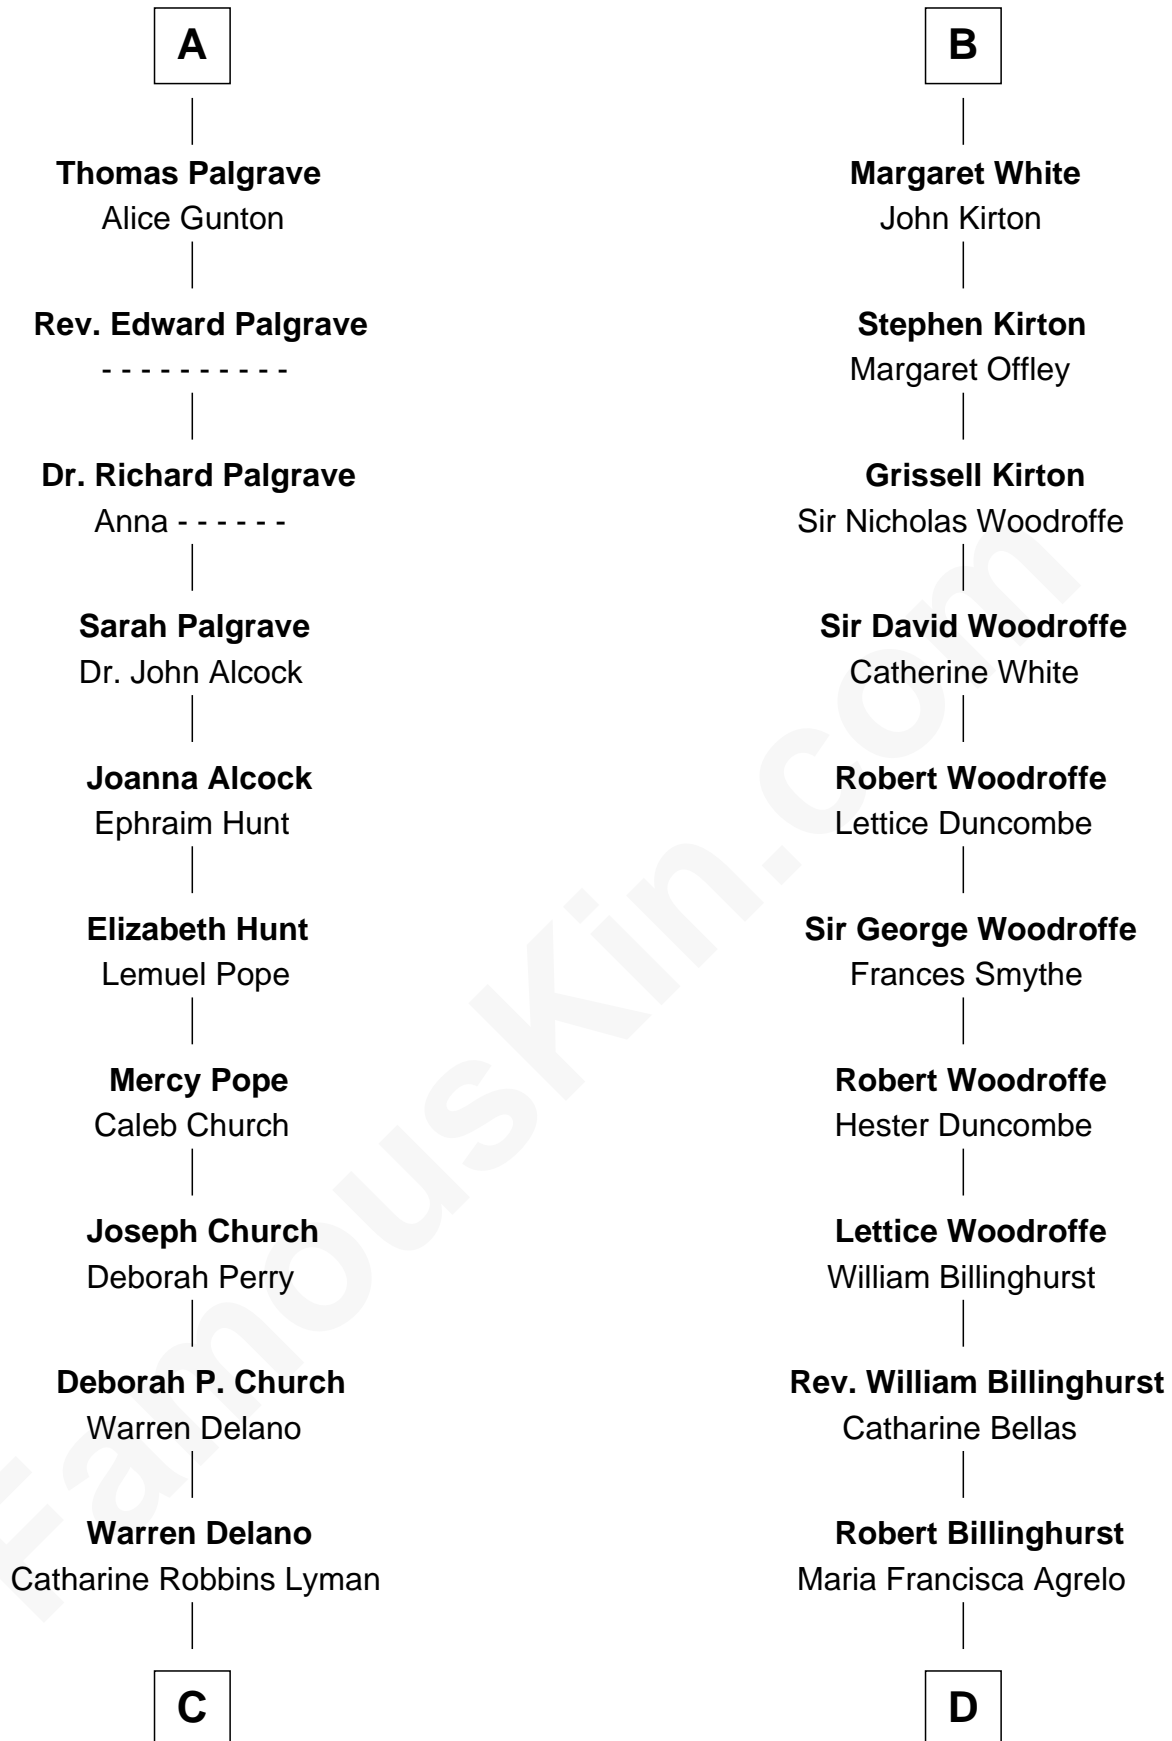 A
Thomas Palgrave
Alice Gunton
Rev. Edward Palgrave
- - - - - - - - - -
Dr. Richard Palgrave
Anna - - - - - -
Sarah Palgrave
Dr. John Alcock
Joanna Alcock
Ephraim Hunt
Elizabeth Hunt
Lemuel Pope
Mercy Pope
Caleb Church
Joseph Church
Deborah Perry
Deborah P. Church
Warren Delano
Warren Delano
Catharine Robbins Lyman
C
B
Margaret White
John Kirton
Stephen Kirton
Margaret Offley
Grissell Kirton
Sir Nicholas Woodroffe
Sir David Woodroffe
Catherine White
Robert Woodroffe
Lettice Duncombe
Sir George Woodroffe
Frances Smythe
Robert Woodroffe
Hester Duncombe
Lettice Woodroffe
William Billinghurst
Rev. William Billinghurst
Catharine Bellas
Robert Billinghurst
Maria Francisca Agrelo
D
FamousKin.com